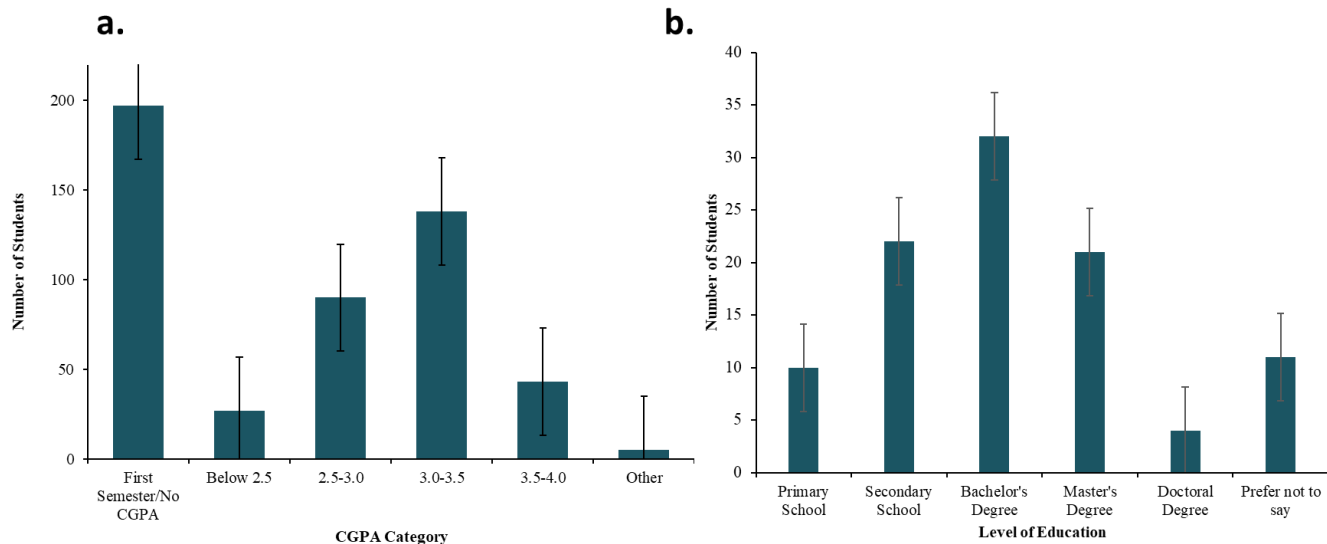 a.
Number of Students
200
150
100
50
0
First
Semester/No
CGPA
Below 2.5
2.5-3.0
3.0-3.5
3.5-4.0
Other
CGPA Category
b.
Number of Students
40
35
30
25
20
15
10
5
0
Primary
School
Secondary
School
Bachelor's
Degree
Master's
Degree
Doctoral
Degree
Prefer not to
say
Level of Education